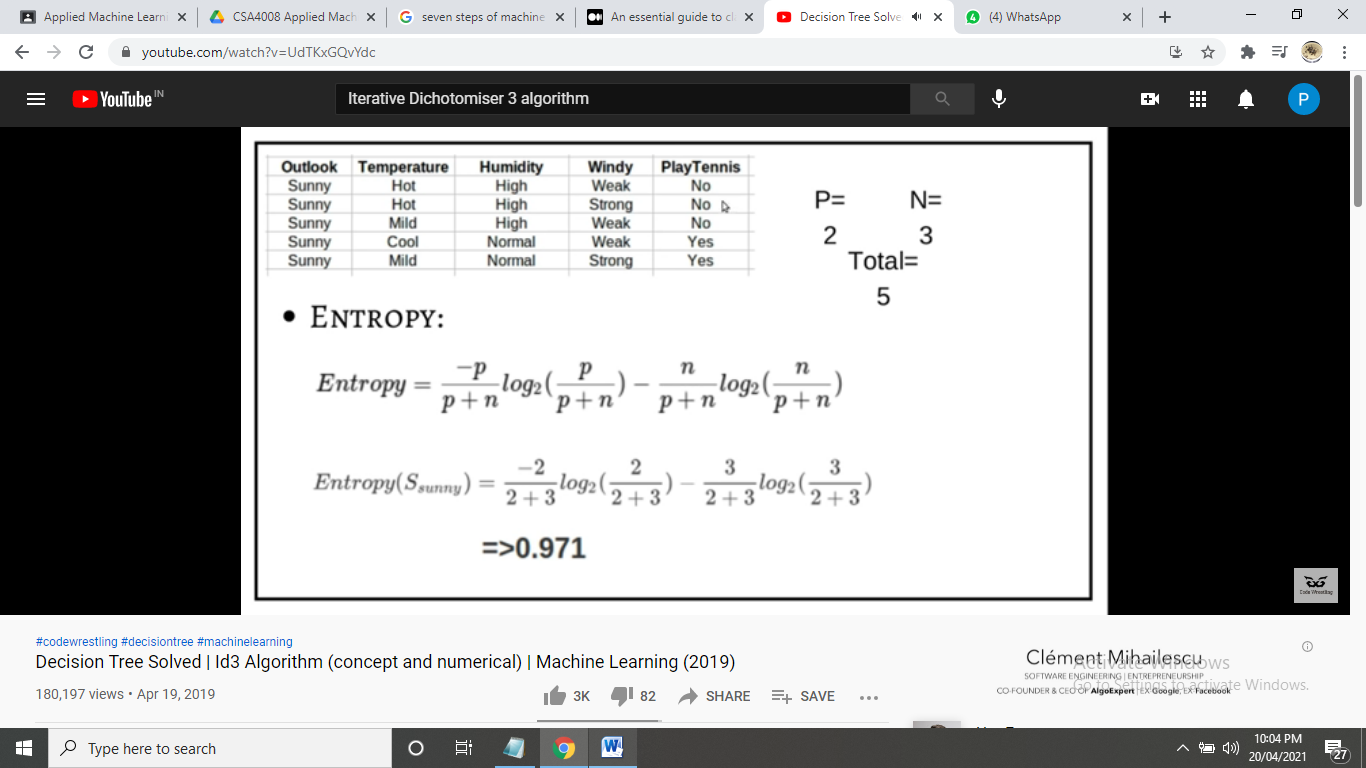 Applied Machine Learni
CSA4008 Applied Mach
seven steps of machine
An essential guide to cl
Decision Tree Solve
(4) WhatsApp
youtube.com/watch?v=UdTKxGQvYdc
YouTube IN
Iterative Dichotomiser 3 algorithm
P
Outlook Temperature Humidity Windy PlayTennis
Sunny Hot High Weak No
Sunny Hot High Strong No
Sunny Mild High Weak No
Sunny Cool Normal Weak Yes
Sunny Mild Normal Strong Yes
P= N=
2 3
Total=
5
• ENTROPY:
Entropy = -p/(p+n) log₂(p/(p+n)) − n/(p+n) log₂(n/(p+n))
Entropy(S_sunny) = -2/(2+3) log₂(2/(2+3)) − 3/(2+3) log₂(3/(2+3))
=>0.971
Code Wrestling
#codewrestling #decisiontree #machinelearning
Decision Tree Solved | Id3 Algorithm (concept and numerical) | Machine Learning (2019)
180,197 views • Apr 19, 2019
3K 82 SHARE SAVE
Clément Mihailescu
SOFTWARE ENGINEERING | ENTREPRENEURSHIP
CO-FOUNDER & CEO OF AlgoExpert | EX Google, EX Facebook
Activate Windows
Go to Settings to activate Windows.
Type here to search
10:04 PM
20/04/2021
27